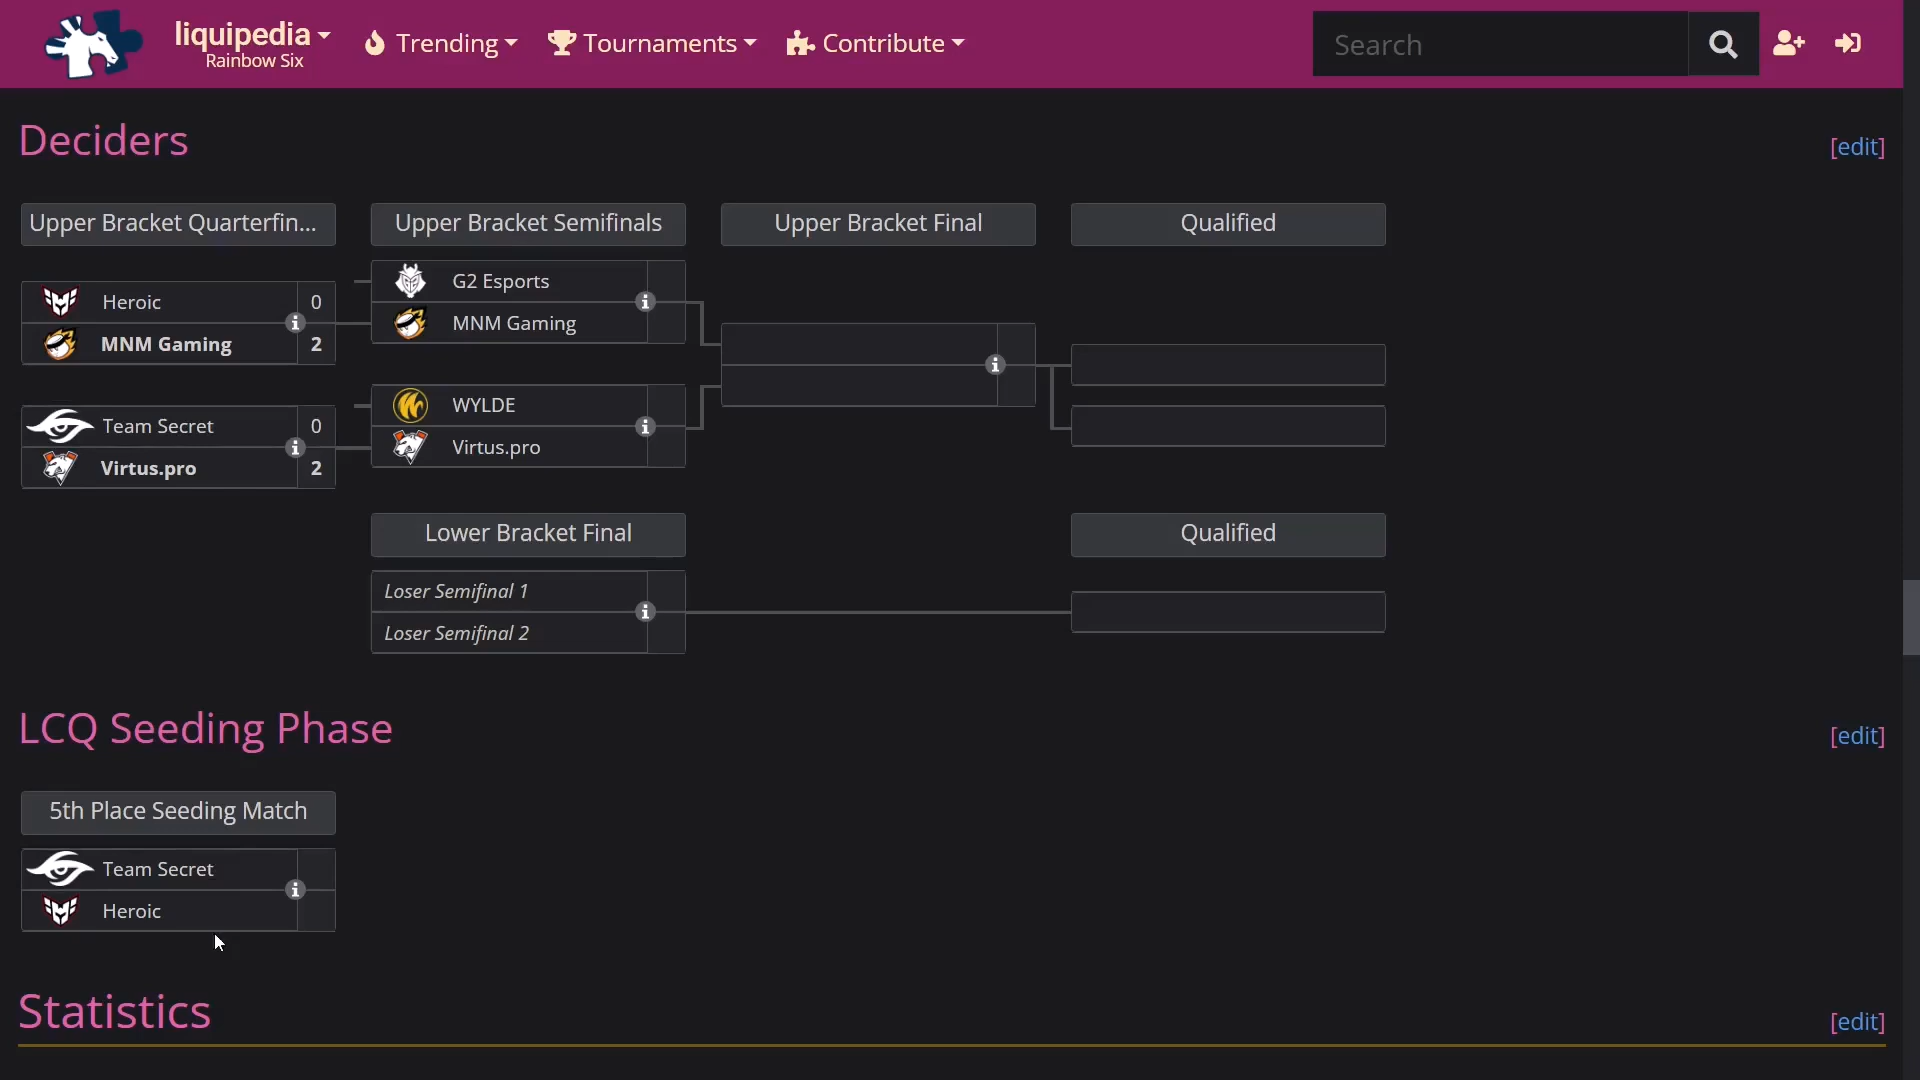 liquipedia
Rainbow Six
Trending
Tournaments
Contribute
Search
Deciders
[edit]
Upper Bracket Quarterfin...
Upper Bracket Semifinals
Upper Bracket Final
Qualified
Heroic 0
MNM Gaming 2
Team Secret 0
Virtus.pro 2
G2 Esports
MNM Gaming
WYLDE
Virtus.pro
Lower Bracket Final
Qualified
Loser Semifinal 1
Loser Semifinal 2
LCQ Seeding Phase
[edit]
5th Place Seeding Match
Team Secret
Heroic
Statistics
[edit]